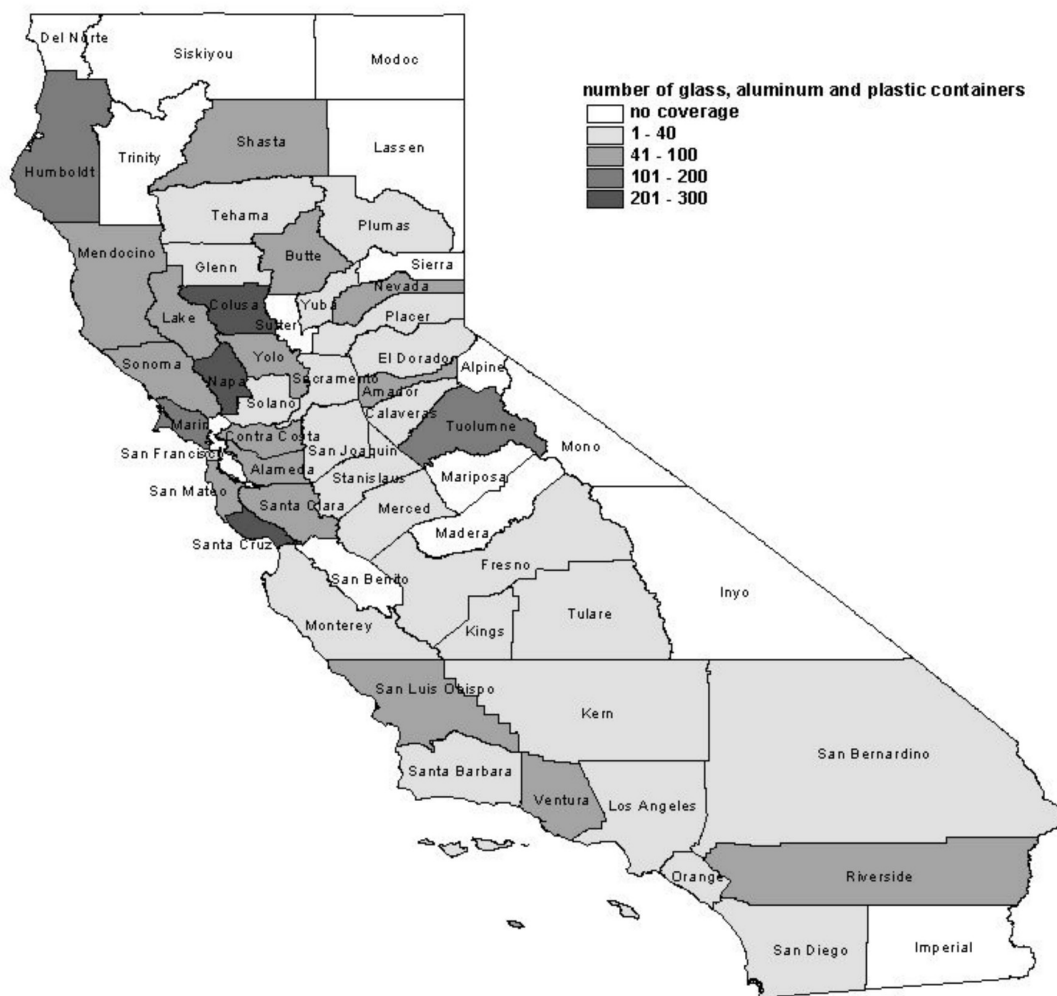 Del Norte
Siskiyou
Modoc
number of glass, aluminum and plastic containers
no coverage
1 - 40
41 - 100
101 - 200
201 - 300
Shasta
Lassen
Trinity
Humboldt
Tehama
Plumas
Mendocino
Butte
Glenn
Sierra
Nevada
Colusa
Yuba
Lake
Sutter
Placer
Sonoma
Yolo
El Dorado
Alpine
Napa
Sacramento
Amador
Solano
Calaveras
Marin
Contra Costa
Tuolumne
Mono
San Francisco
San Joaquin
Alameda
Mariposa
Stanislaus
San Mateo
Santa Clara
Merced
Madera
Santa Cruz
Fresno
San Benito
Inyo
Tulare
Monterey
Kings
San Luis Obispo
Kern
San Bernardino
Santa Barbara
Ventura
Los Angeles
Orange
Riverside
San Diego
Imperial